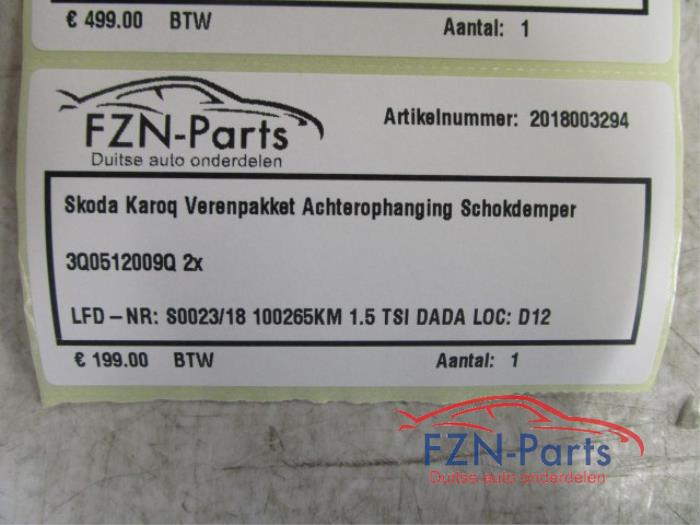 € 499.00 BTW Aantal: 1
FZN-Parts
Duitse auto onderdelen
Artikelnummer: 2018003294
Skoda Karoq Verenpakket Achterophanging Schokdemper
3Q0512009Q 2x
LFD-NR: S0023/18 100265KM 1.5 TSI DADA LOC: D12
€ 199.00 BTW Aantal: 1
FZN-Parts
Duitse auto onderdelen